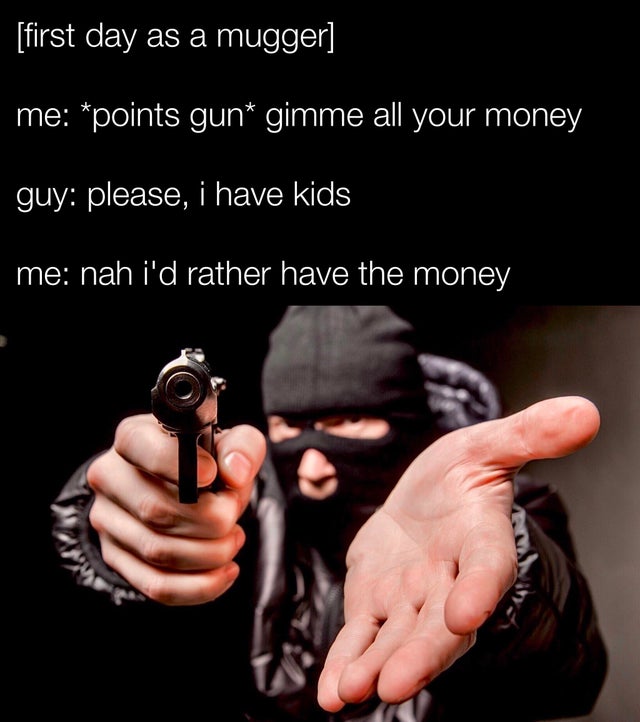 [first day as a mugger]
me: *points gun* gimme all your money
guy: please, i have kids
me: nah i'd rather have the money